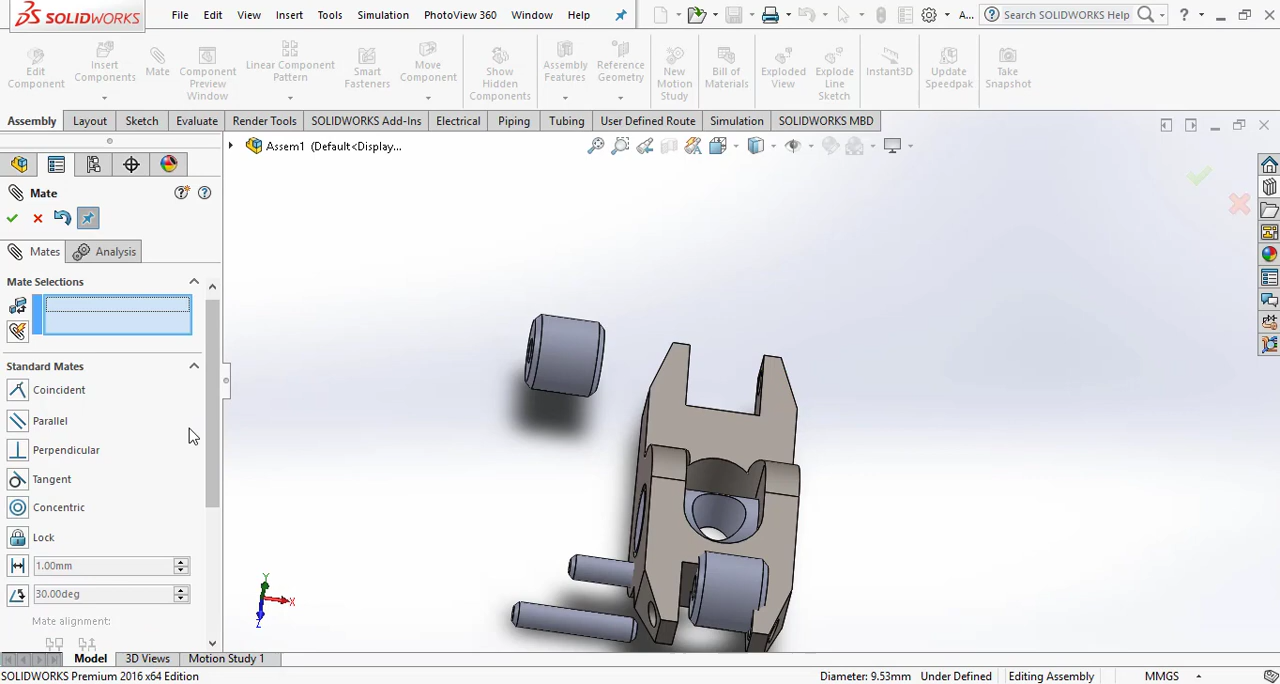 SOLIDWORKS File Edit View Insert Tools Simulation PhotoView 360 Window Help A... Search SOLIDWORKS Help ?
Edit Component
Insert Components
Mate
Component Preview Window
Linear Component Pattern
Smart Fasteners
Move Component
Show Hidden Components
Assembly Features
Reference Geometry
New Motion Study
Bill of Materials
Exploded View
Explode Line Sketch
Instant3D
Update Speedpak
Take Snapshot
Assembly Layout Sketch Evaluate Render Tools SOLIDWORKS Add-Ins Electrical Piping Tubing User Defined Route Simulation SOLIDWORKS MBD
Assem1 (Default<Display...
Mate
Mates Analysis
Mate Selections
Standard Mates
Coincident
Parallel
Perpendicular
Tangent
Concentric
Lock
1.00mm
30.00deg
Mate alignment:
Y
X
Z
Model 3D Views Motion Study 1
SOLIDWORKS Premium 2016 x64 Edition Diameter: 9.53mm Under Defined Editing Assembly MMGS